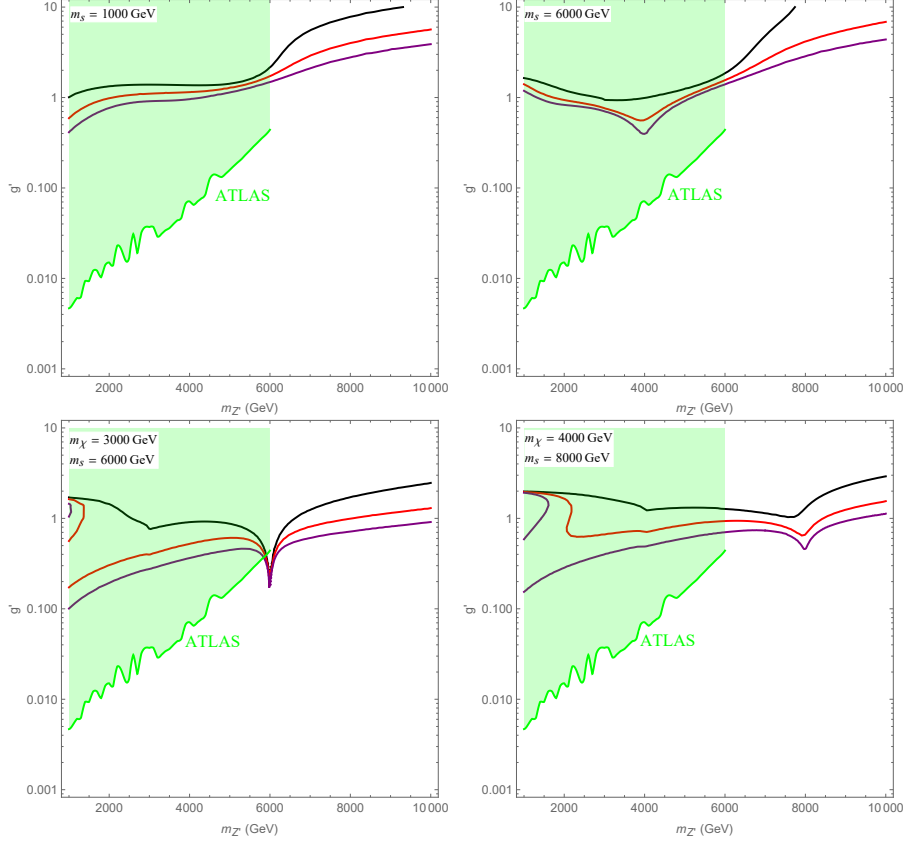 m_s = 1000 GeV
10
1
0.100
0.010
0.001
g'
ATLAS
2000 4000 6000 8000 10 000
m_Z' (GeV)
m_s = 6000 GeV
10
1
0.100
0.010
0.001
g'
ATLAS
2000 4000 6000 8000 10 000
m_Z' (GeV)
m_χ = 3000 GeV
m_s = 6000 GeV
10
1
0.100
0.010
0.001
g'
ATLAS
2000 4000 6000 8000 10 000
m_Z' (GeV)
m_χ = 4000 GeV
m_s = 8000 GeV
10
1
0.100
0.010
0.001
g'
ATLAS
2000 4000 6000 8000 10 000
m_Z' (GeV)